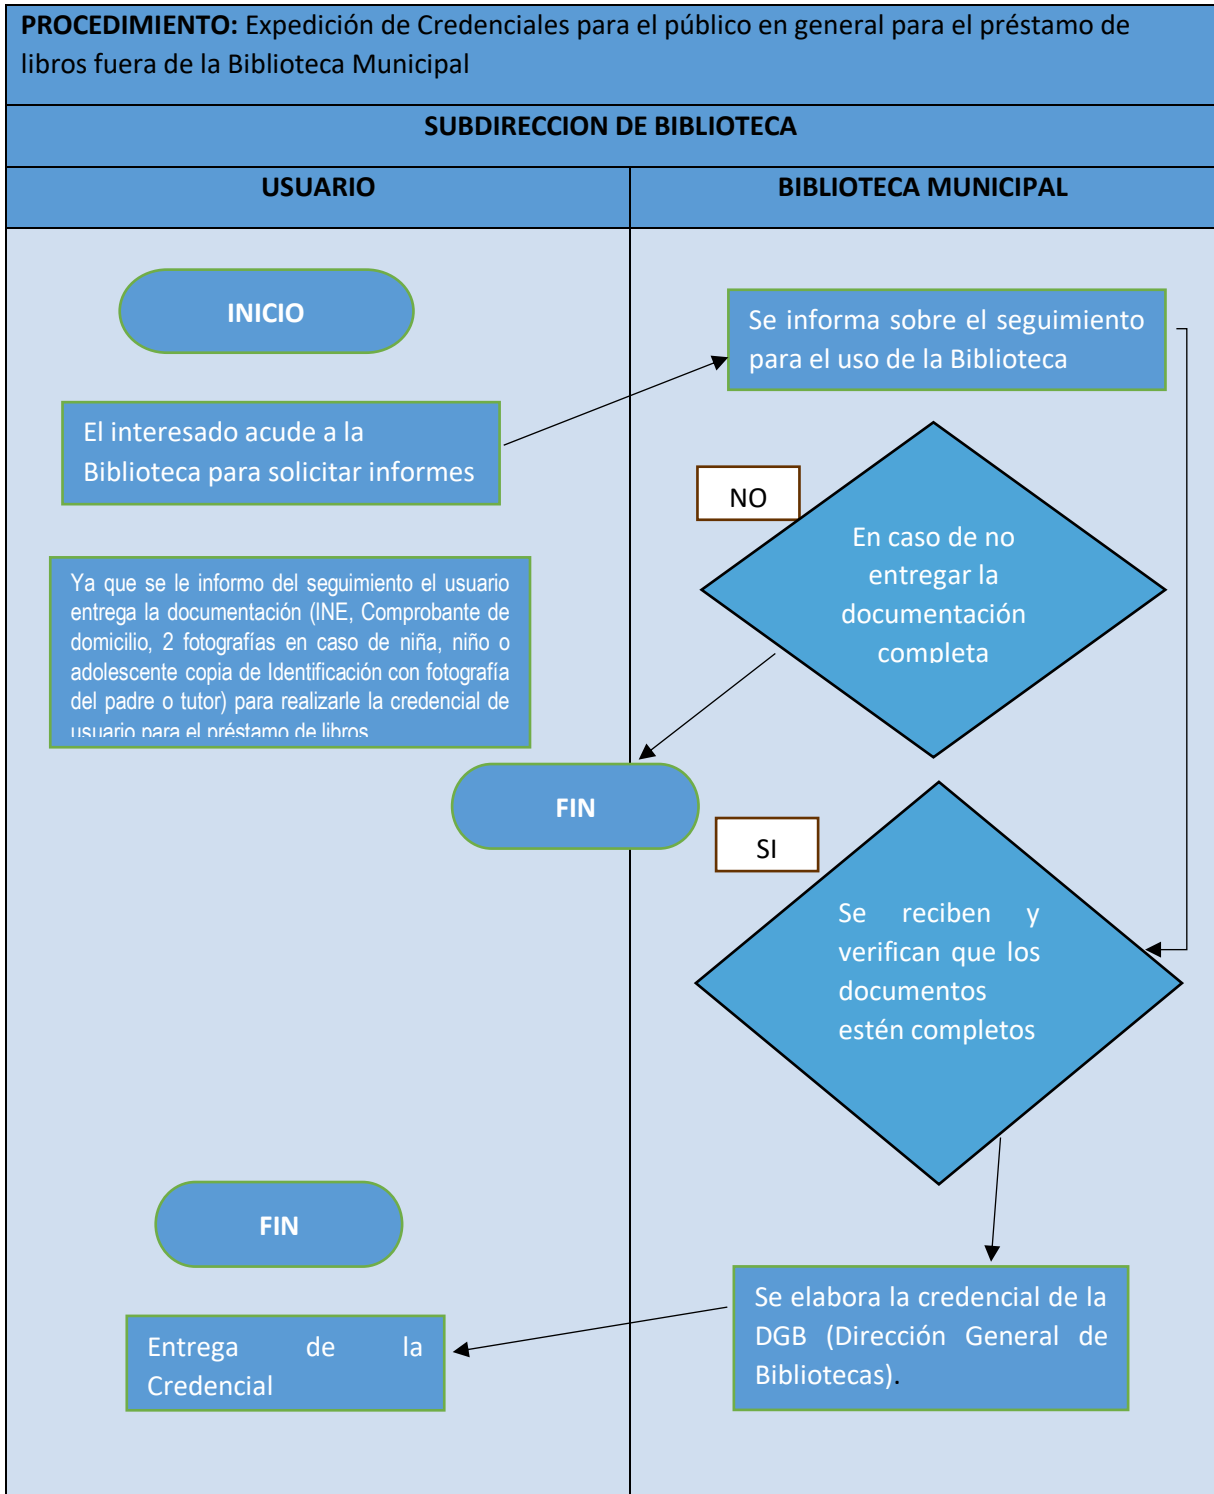 PROCEDIMIENTO: Expedición de Credenciales para el público en general para el préstamo de
libros fuera de la Biblioteca Municipal
SUBDIRECCION DE BIBLIOTECA
USUARIO
BIBLIOTECA MUNICIPAL
INICIO
Se informa sobre el seguimiento
para el uso de la Biblioteca
El interesado acude a la
Biblioteca para solicitar informes
NO
En caso de no
entregar la
documentación
completa
Ya que se le informo del seguimiento el usuario
entrega la documentación (INE, Comprobante de
domicilio, 2 fotografías en caso de niña, niño o
adolescente copia de Identificación con fotografía
del padre o tutor) para realizarle la credencial de
usuario para el préstamo de libros
FIN
SI
Se reciben y
verifican que los
documentos
estén completos
FIN
Se elabora la credencial de la
DGB (Dirección General de
Bibliotecas).
Entrega de la
Credencial